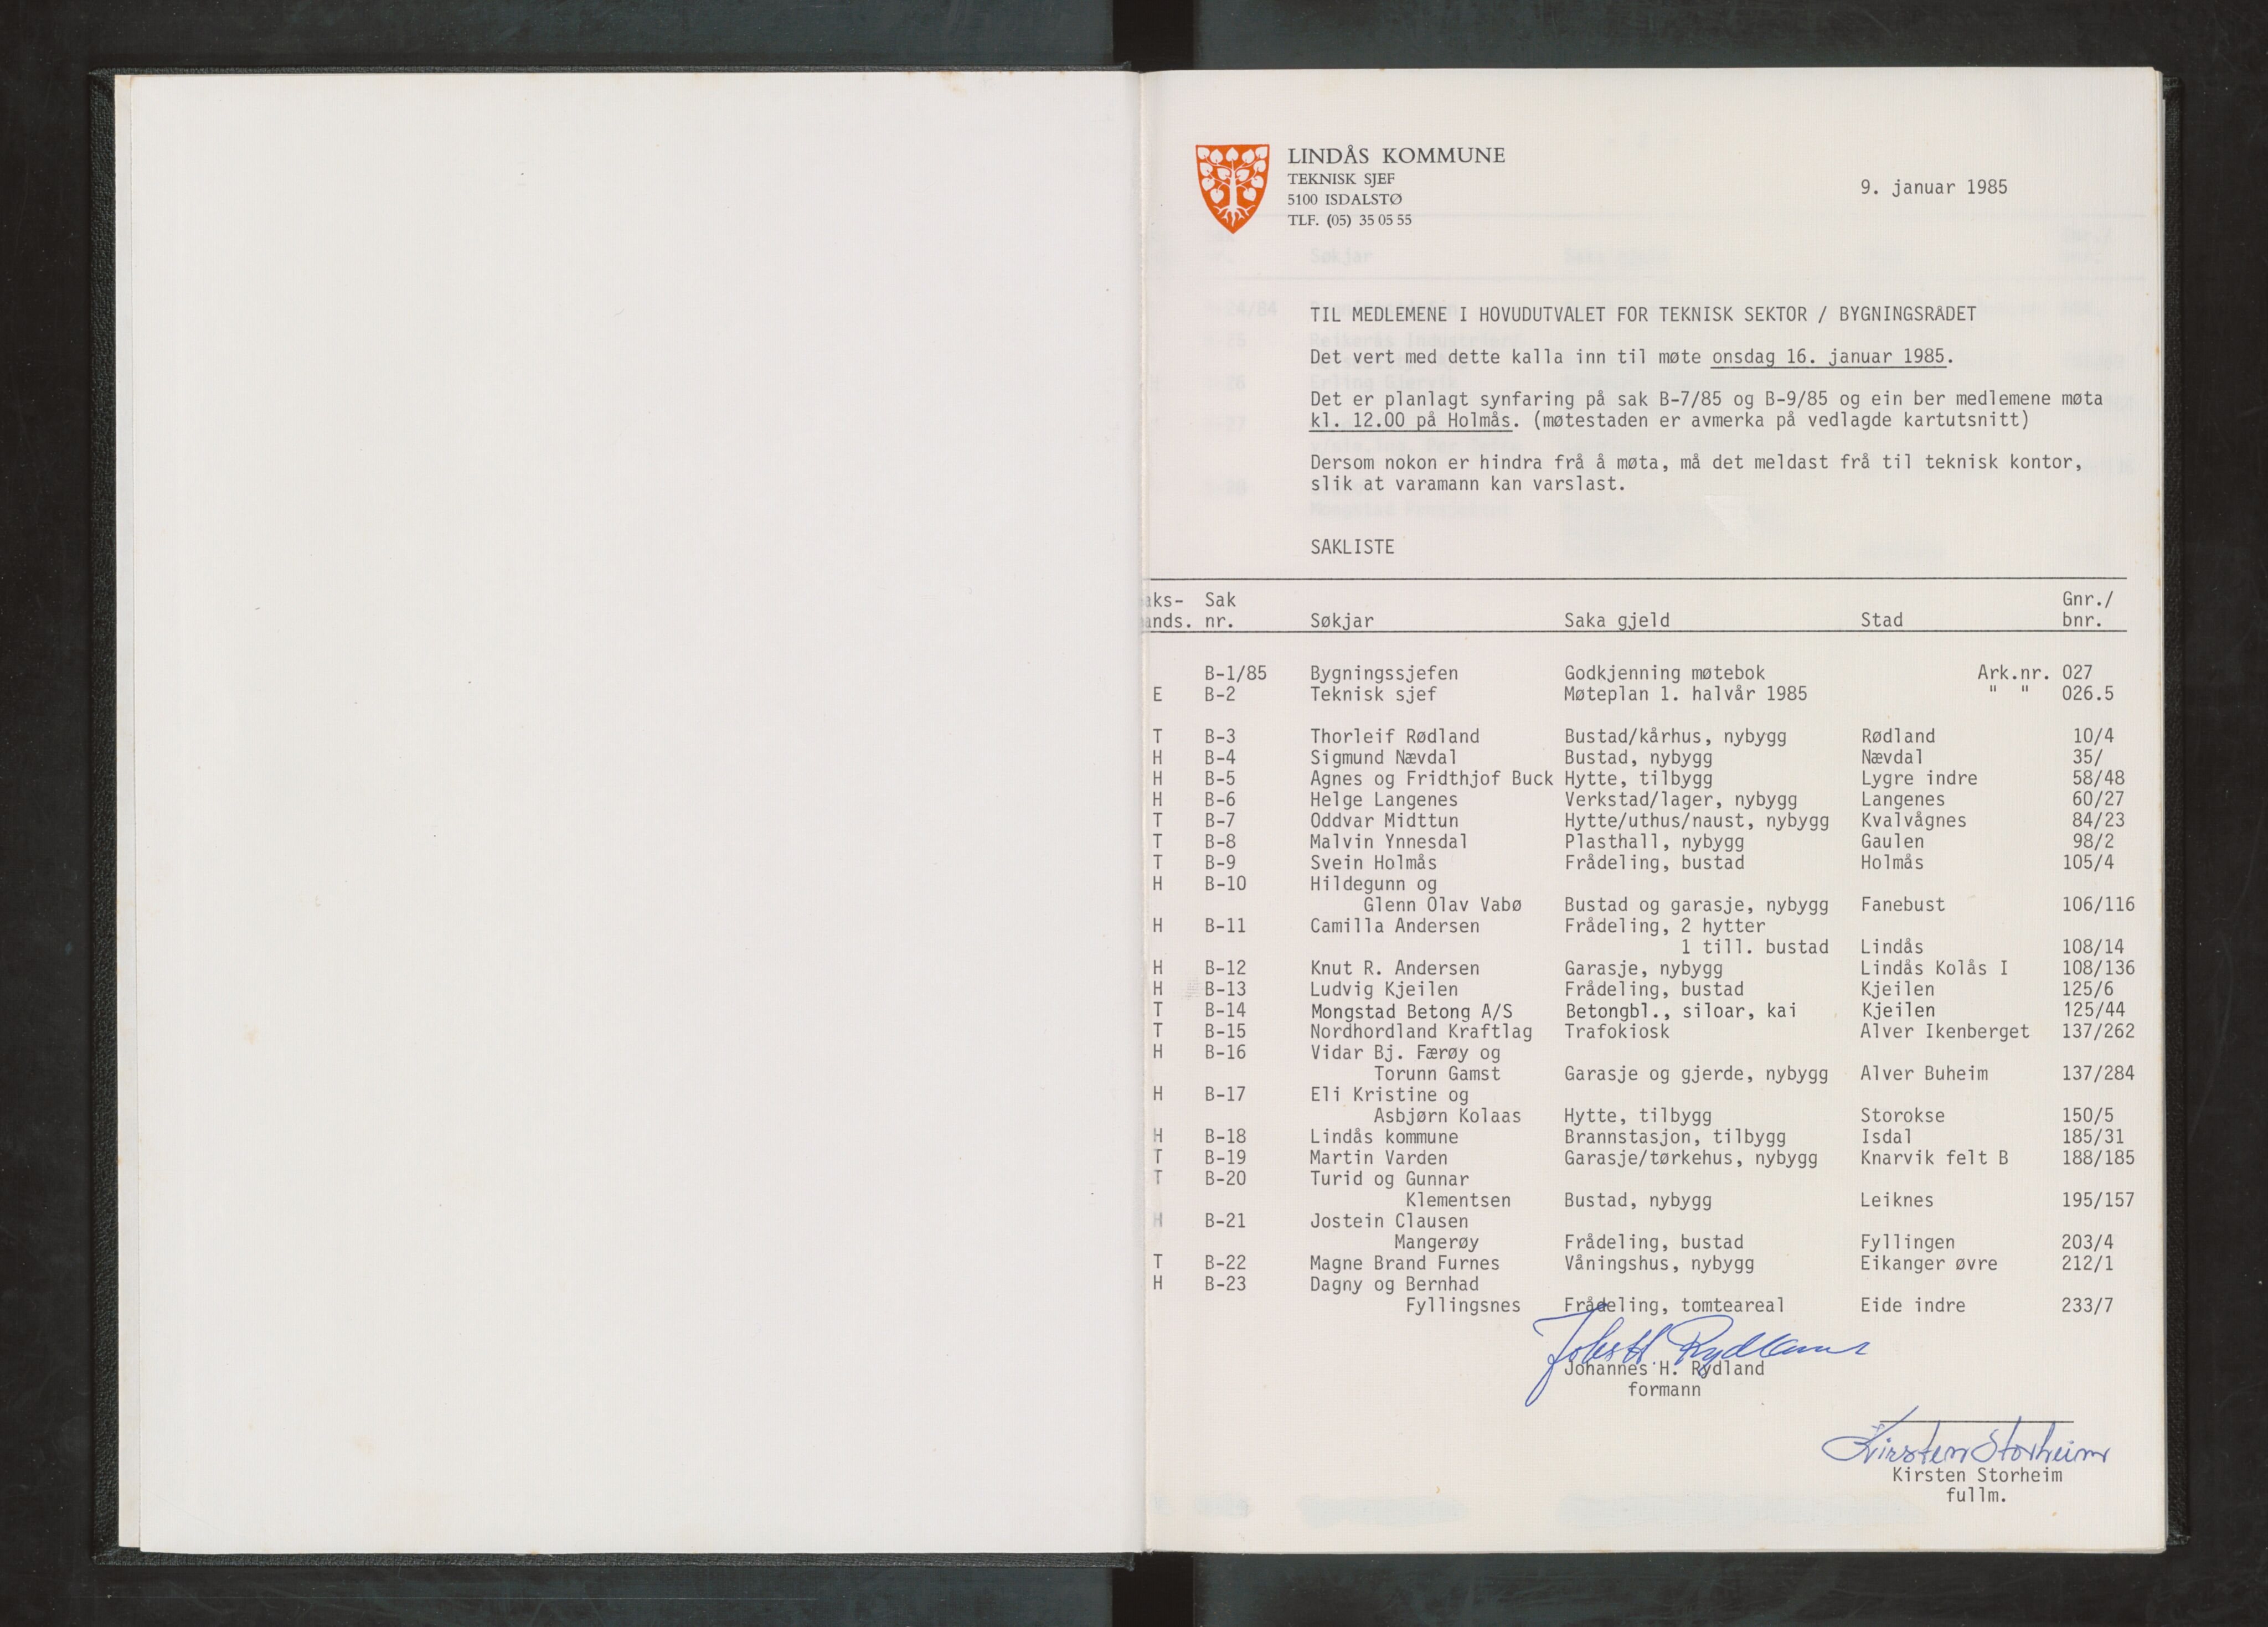 LINDÅS KOMMUNE
TEKNISK SJEF
5100 ISDALSTØ
TLF. (05) 35 05 55
9. januar 1985
TIL MEDLEMENE I HOVUDUTVALET FOR TEKNISK SEKTOR / BYGNINGSRÅDET
Det vert med dette kalla inn til møte onsdag 16. januar 1985.
Det er planlagt synfaring på sak B-7/85 og B-9/85 og ein ber medlemene møta
kl. 12.00 på Holmås. (møtestaden er avmerka på vedlagde kartutsnitt)
Dersom nokon er hindra frå å møta, må det meldast frå til teknisk kontor,
slik at varamann kan varslast.
SAKLISTE
aks- Sak Gnr./
ands. nr. Søkjar Saka gjeld Stad bnr.
B-1/85 Bygningssjefen Godkjenning møtebok Ark.nr. 027
E B-2 Teknisk sjef Møteplan 1. halvår 1985 " " 026.5
T B-3 Thorleif Rødland Bustad/kårhus, nybygg Rødland 10/4
H B-4 Sigmund Nævdal Bustad, nybygg Nævdal 35/
H B-5 Agnes og Fridthjof Buck Hytte, tilbygg Lygre indre 58/48
H B-6 Helge Langenes Verkstad/lager, nybygg Langenes 60/27
T B-7 Oddvar Midttun Hytte/uthus/naust, nybygg Kvalvågnes 84/23
T B-8 Malvin Ynnesdal Plasthall, nybygg Gaulen 98/2
T B-9 Svein Holmås Frådeling, bustad Holmås 105/4
H B-10 Hildegunn og
Glenn Olav Vabø Bustad og garasje, nybygg Fanebust 106/116
H B-11 Camilla Andersen Frådeling, 2 hytter
1 till. bustad Lindås 108/14
H B-12 Knut R. Andersen Garasje, nybygg Lindås Kolås I 108/136
H B-13 Ludvig Kjeilen Frådeling, bustad Kjeilen 125/6
T B-14 Mongstad Betong A/S Betongbl., siloar, kai Kjeilen 125/44
T B-15 Nordhordland Kraftlag Trafokiosk Alver Ikenberget 137/262
H B-16 Vidar Bj. Færøy og
Torunn Gamst Garasje og gjerde, nybygg Alver Buheim 137/284
H B-17 Eli Kristine og
Asbjørn Kolaas Hytte, tilbygg Storokse 150/5
H B-18 Lindås kommune Brannstasjon, tilbygg Isdal 185/31
T B-19 Martin Varden Garasje/tørkehus, nybygg Knarvik felt B 188/185
T B-20 Turid og Gunnar
Klementsen Bustad, nybygg Leiknes 195/157
H B-21 Jostein Clausen
Mangerøy Frådeling, bustad Fyllingen 203/4
T B-22 Magne Brand Furnes Våningshus, nybygg Eikanger øvre 212/1
H B-23 Dagny og Bernhad
Fyllingsnes Frådeling, tomteareal Eide indre 233/7
Johs H. Rydland
Johannes H. Rydland
formann
Kirsten Storheim
Kirsten Storheim
fullm.